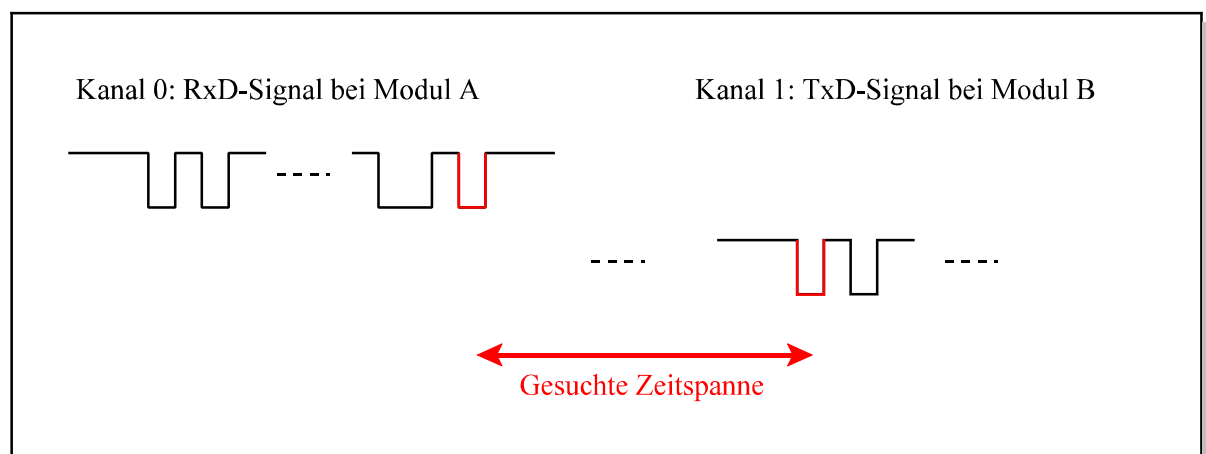 Kanal 0: RxD-Signal bei Modul A
Kanal 1: TxD-Signal bei Modul B
Gesuchte Zeitspanne